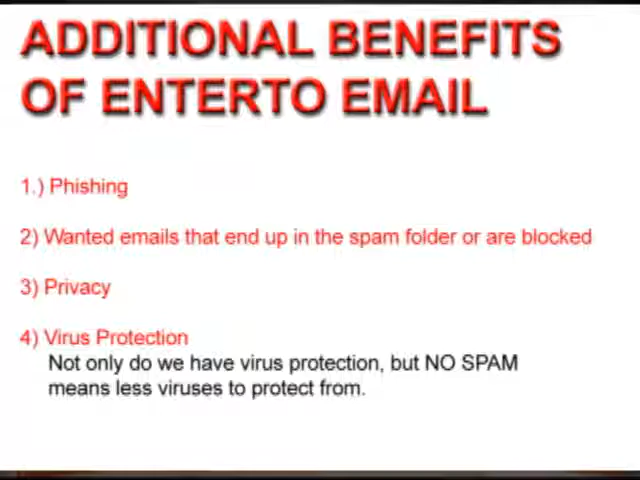 ADDITIONAL BENEFITS
OF ENTERTO EMAIL
1.) Phishing
2) Wanted emails that end up in the spam folder or are blocked
3) Privacy
4) Virus Protection
Not only do we have virus protection, but NO SPAM
means less viruses to protect from.